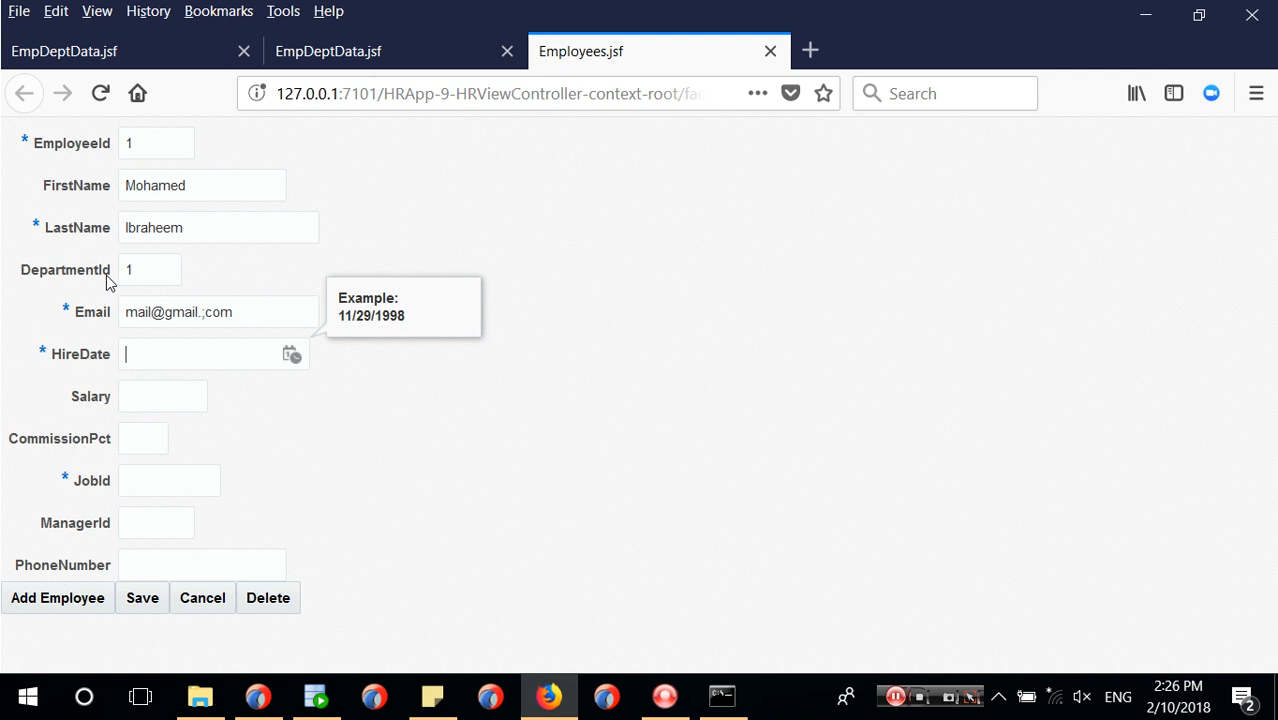 File Edit View History Bookmarks Tools Help
EmpDeptData.jsf EmpDeptData.jsf Employees.jsf
127.0.0.1:7101/HRApp-9-HRViewController-context-root/fac Search
* EmployeeId 1
FirstName Mohamed
* LastName Ibraheem
DepartmentId 1
Example:
* Email mail@gmail.;com
11/29/1998
* HireDate
Salary
CommissionPct
* JobId
ManagerId
PhoneNumber
Add Employee Save Cancel Delete
ENG
2:26 PM
2/10/2018
2